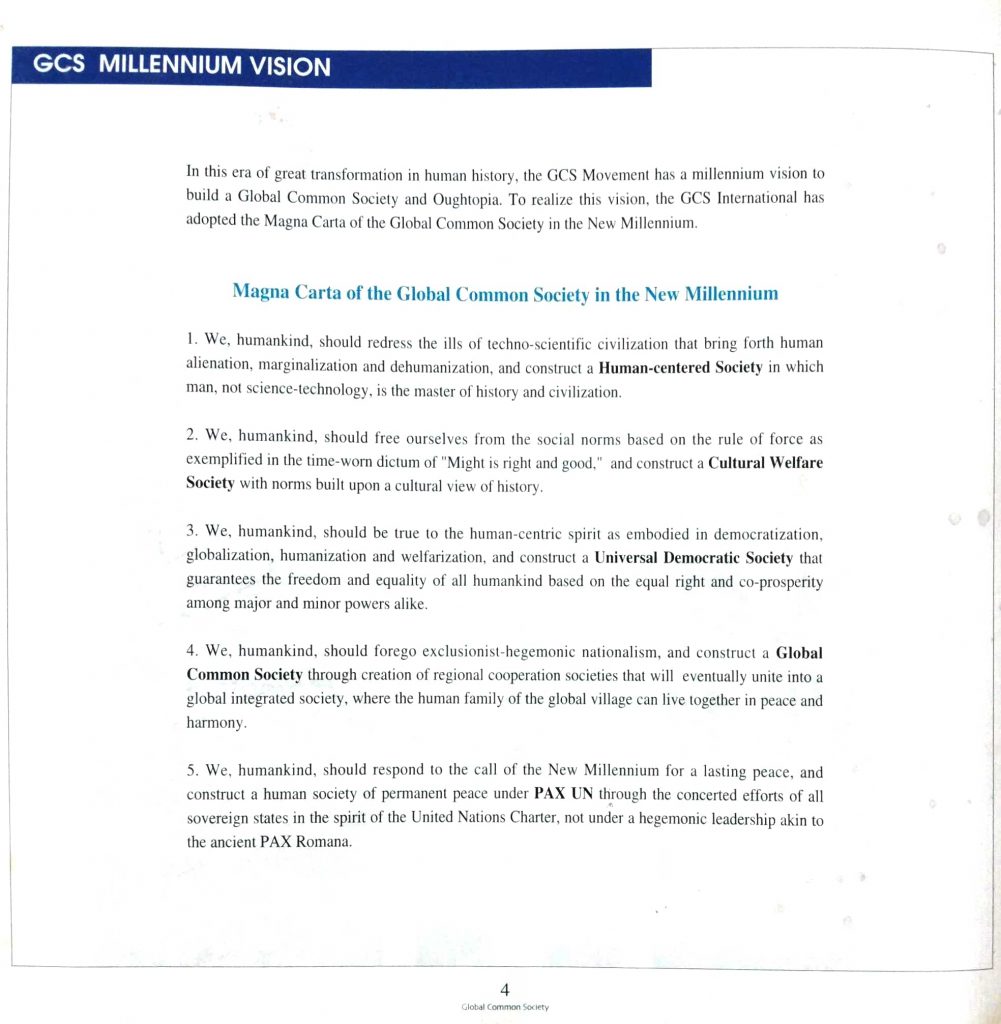 GCS MILLENNIUM VISION
In this era of great transformation in human history, the GCS Movement has a millennium vision to
build a Global Common Society and Oughtopia. To realize this vision, the GCS International has
adopted the Magna Carta of the Global Common Society in the New Millennium.
Magna Carta of the Global Common Society in the New Millennium
1. We, humankind, should redress the ills of techno-scientific civilization that bring forth human
alienation, marginalization and dehumanization, and construct a Human-centered Society in which
man, not science-technology, is the master of history and civilization.
2. We, humankind, should free ourselves from the social norms based on the rule of force as
exemplified in the time-worn dictum of "Might is right and good," and construct a Cultural Welfare
Society with norms built upon a cultural view of history.
3. We, humankind, should be true to the human-centric spirit as embodied in democratization,
globalization, humanization and welfarization, and construct a Universal Democratic Society that
guarantees the freedom and equality of all humankind based on the equal right and co-prosperity
among major and minor powers alike.
4. We, humankind, should forego exclusionist-hegemonic nationalism, and construct a Global
Common Society through creation of regional cooperation societies that will eventually unite into a
global integrated society, where the human family of the global village can live together in peace and
harmony.
5. We, humankind, should respond to the call of the New Millennium for a lasting peace, and
construct a human society of permanent peace under PAX UN through the concerted efforts of all
sovereign states in the spirit of the United Nations Charter, not under a hegemonic leadership akin to
the ancient PAX Romana.
4
Global Common Society